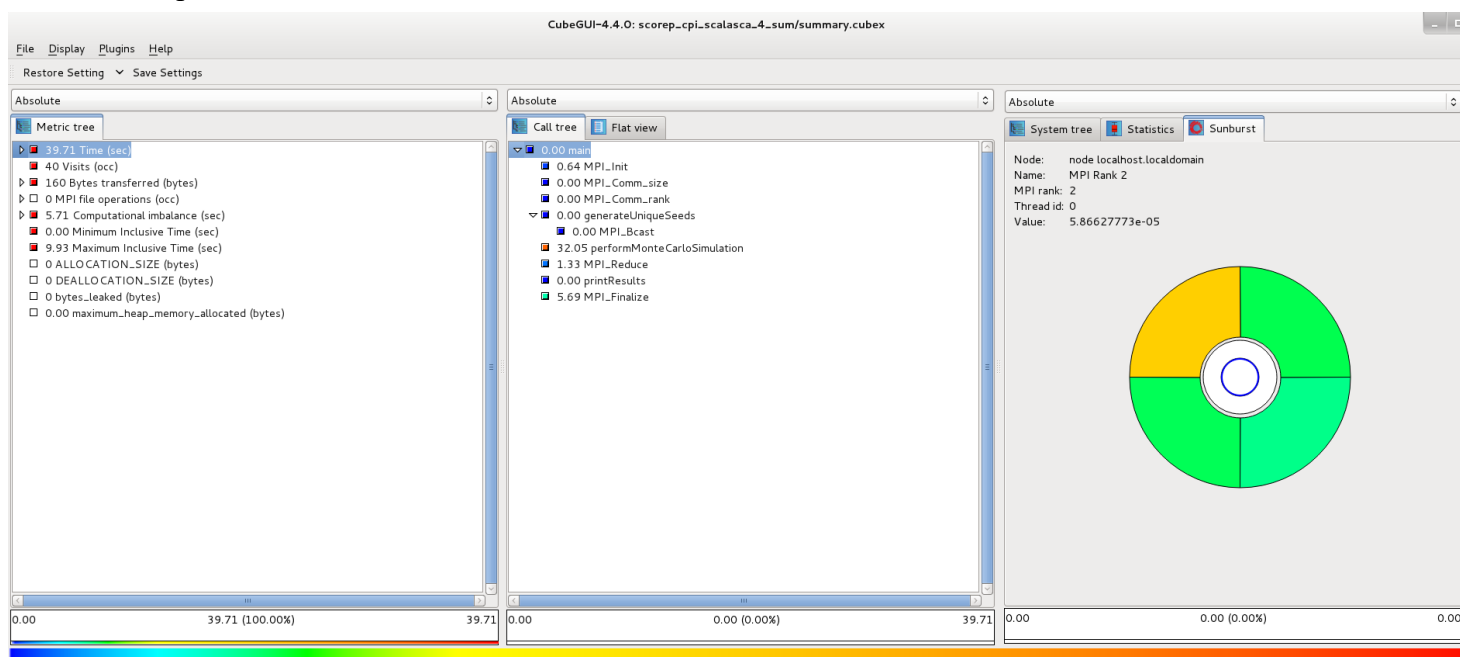 CubeGUI-4.4.0: scorep_cpi_scalasca_4_sum/summary.cubex
File Display Plugins Help
Restore Setting Save Settings
Absolute
Metric tree
39.71 Time (sec)
40 Visits (occ)
160 Bytes transferred (bytes)
0 MPI file operations (occ)
5.71 Computational imbalance (sec)
0.00 Minimum Inclusive Time (sec)
9.93 Maximum Inclusive Time (sec)
0 ALLOCATION_SIZE (bytes)
0 DEALLOCATION_SIZE (bytes)
0 bytes_leaked (bytes)
0.00 maximum_heap_memory_allocated (bytes)
0.00 39.71 (100.00%) 39.71
Absolute
Call tree Flat view
0.00 main
0.64 MPI_Init
0.00 MPI_Comm_size
0.00 MPI_Comm_rank
0.00 generateUniqueSeeds
0.00 MPI_Bcast
32.05 performMonteCarloSimulation
1.33 MPI_Reduce
0.00 printResults
5.69 MPI_Finalize
0.00 0.00 (0.00%) 39.71
Absolute
System tree Statistics Sunburst
Node: node localhost.localdomain
Name: MPI Rank 2
MPI rank: 2
Thread id: 0
Value: 5.86627773e-05
0.00 0.00 (0.00%) 0.00